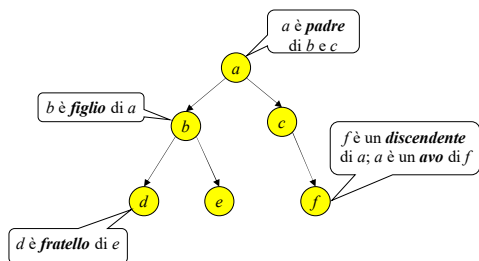 a è padre
di b e c
a
b è figlio di a
b
c
f è un discendente
di a; a è un avo di f
d
e
f
d è fratello di e